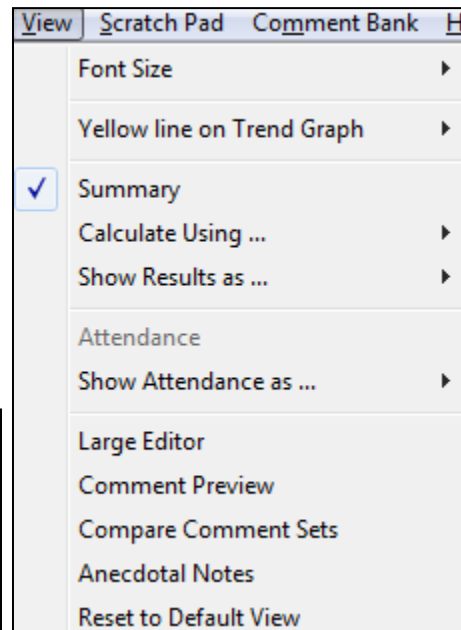 View Scratch Pad Comment Bank H
Font Size
Yellow line on Trend Graph
Summary
Calculate Using ...
Show Results as ...
Attendance
Show Attendance as ...
Large Editor
Comment Preview
Compare Comment Sets
Anecdotal Notes
Reset to Default View